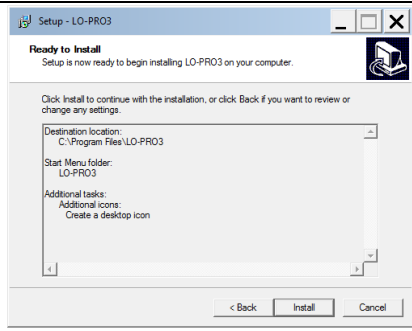 Setup - LO-PRO3
Ready to Install
Setup is now ready to begin installing LO-PRO3 on your computer.
Click Install to continue with the installation, or click Back if you want to review or
change any settings.
Destination location:
C:\Program Files\LO-PRO3
Start Menu folder:
LO-PRO3
Additional tasks:
Additional icons:
Create a desktop icon
< Back
Install
Cancel